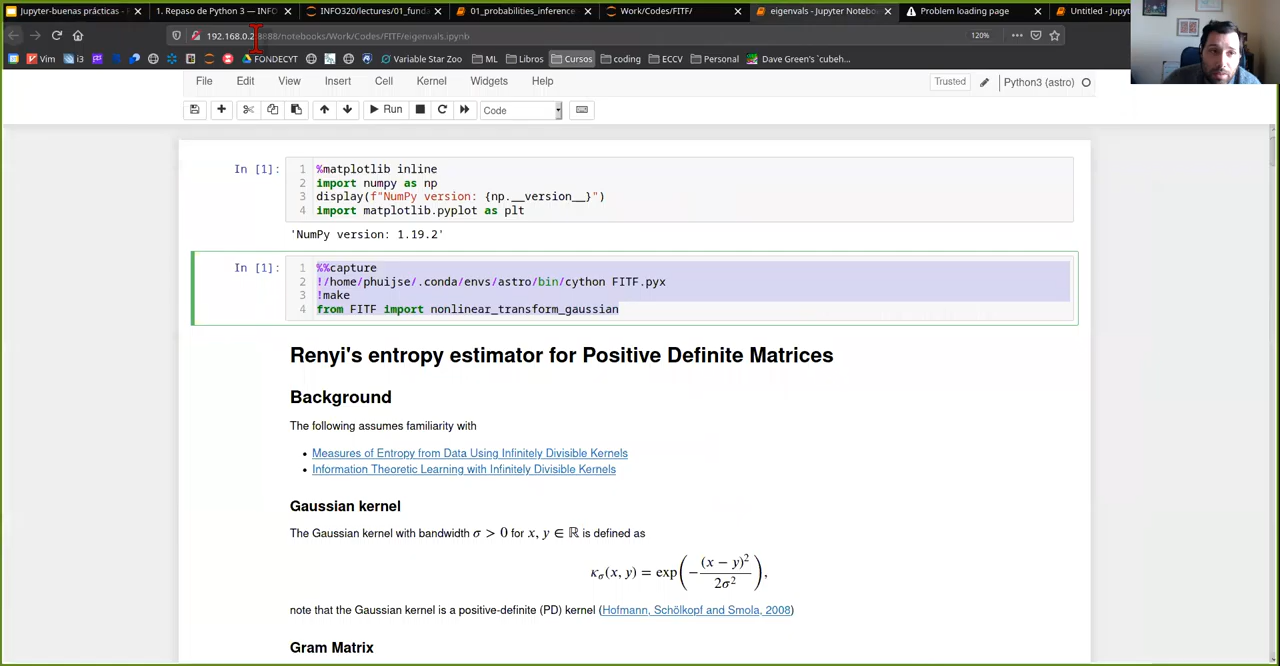 Jupyter-buenas prácticas - F
1. Repaso de Python 3 — INFO
INFO320/lectures/01_funda
01_probabilities_inference
Work/Codes/FITF/
eigenvals - Jupyter Notebo
Problem loading page
Untitled - Jupyt
192.168.0.2:8888/notebooks/Work/Codes/FITF/eigenvals.ipynb
120%
Vim
i3
FONDECYT
Variable Star Zoo
ML
Libros
Cursos
coding
ECCV
Personal
Dave Green's `cubeh...
File Edit View Insert Cell Kernel Widgets Help
Trusted
Python3 (astro)
Run
Code
In [1]:
1 %matplotlib inline
2 import numpy as np
3 display(f"NumPy version: {np.__version__}")
4 import matplotlib.pyplot as plt
'NumPy version: 1.19.2'
In [1]:
1 %%capture
2 !/home/phuijse/.conda/envs/astro/bin/cython FITF.pyx
3 !make
4 from FITF import nonlinear_transform_gaussian
Renyi's entropy estimator for Positive Definite Matrices
Background
The following assumes familiarity with
• Measures of Entropy from Data Using Infinitely Divisible Kernels
• Information Theoretic Learning with Infinitely Divisible Kernels
Gaussian kernel
The Gaussian kernel with bandwidth σ > 0 for x, y ∈ ℝ is defined as
κσ(x, y) = exp(−(x − y)²/2σ²),
note that the Gaussian kernel is a positive-definite (PD) kernel (Hofmann, Schölkopf and Smola, 2008)
Gram Matrix